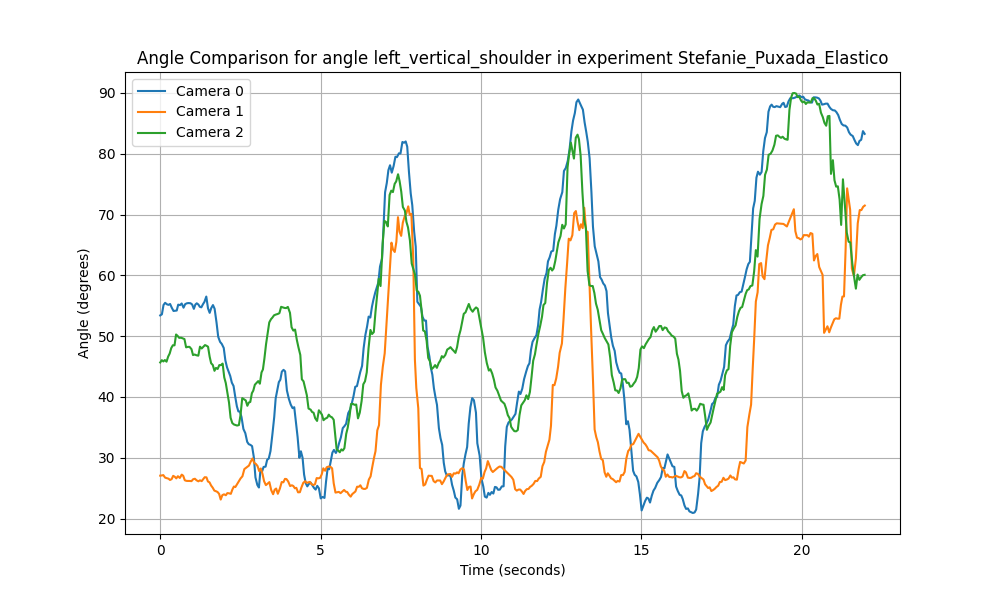 Angle Comparison for angle left_vertical_shoulder in experiment Stefanie_Puxada_Elastico
Camera 0
Camera 1
Camera 2
90
80
70
60
50
40
30
20
Angle (degrees)
0 5 10 15 20
Time (seconds)